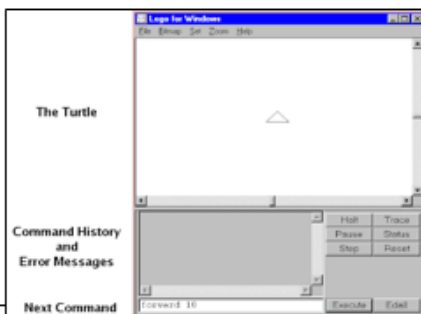 Logo for Windows
File Bitmap Set Zoom Help
The Turtle
Halt Trace
Pause Status
Step Reset
Command History
and
Error Messages
Next Command
forward 10
Execute Edall